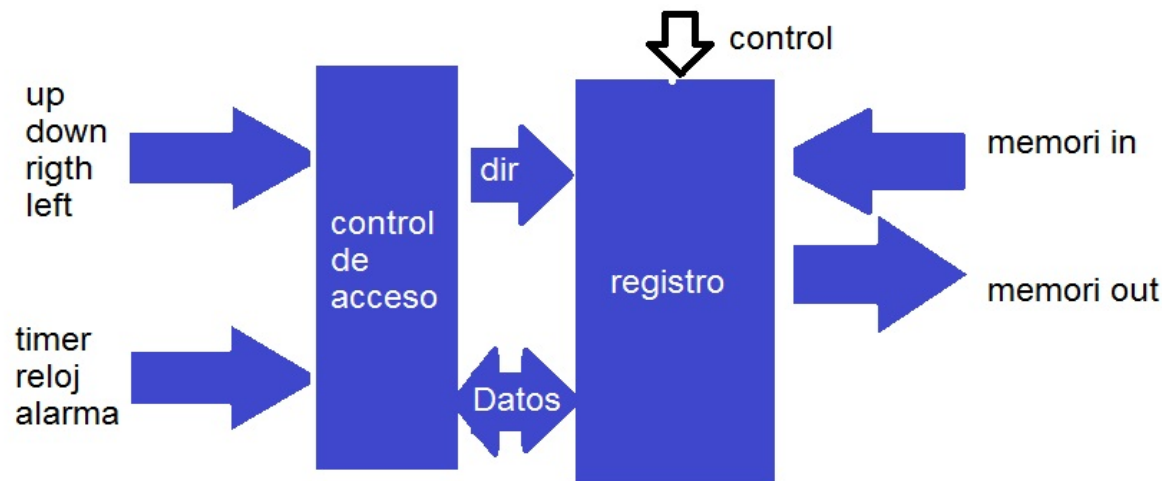 control
up
down
rigth
left
dir
memori in
control
de
acceso
registro
memori out
timer
reloj
alarma
Datos